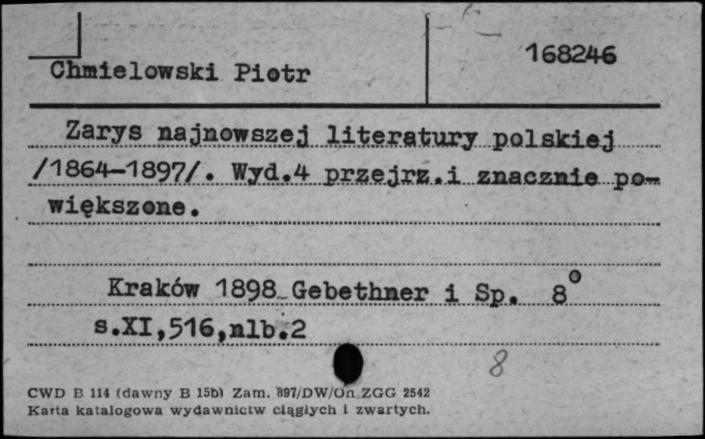 168246
Chmielowski Piotr
Zarys najnowszej literatury polskiej
/1864-1897/. Wyd.4 przejrz.i znacznie po-
większone.
Kraków 1898 Gebethner i Sp. 8°
s.XI,516,nlb.2
8
CWD B 114 (dawny B 15b) Zam. 897/DW/On ZGG 2542
Karta katalogowa wydawnictw ciągłych i zwartych.